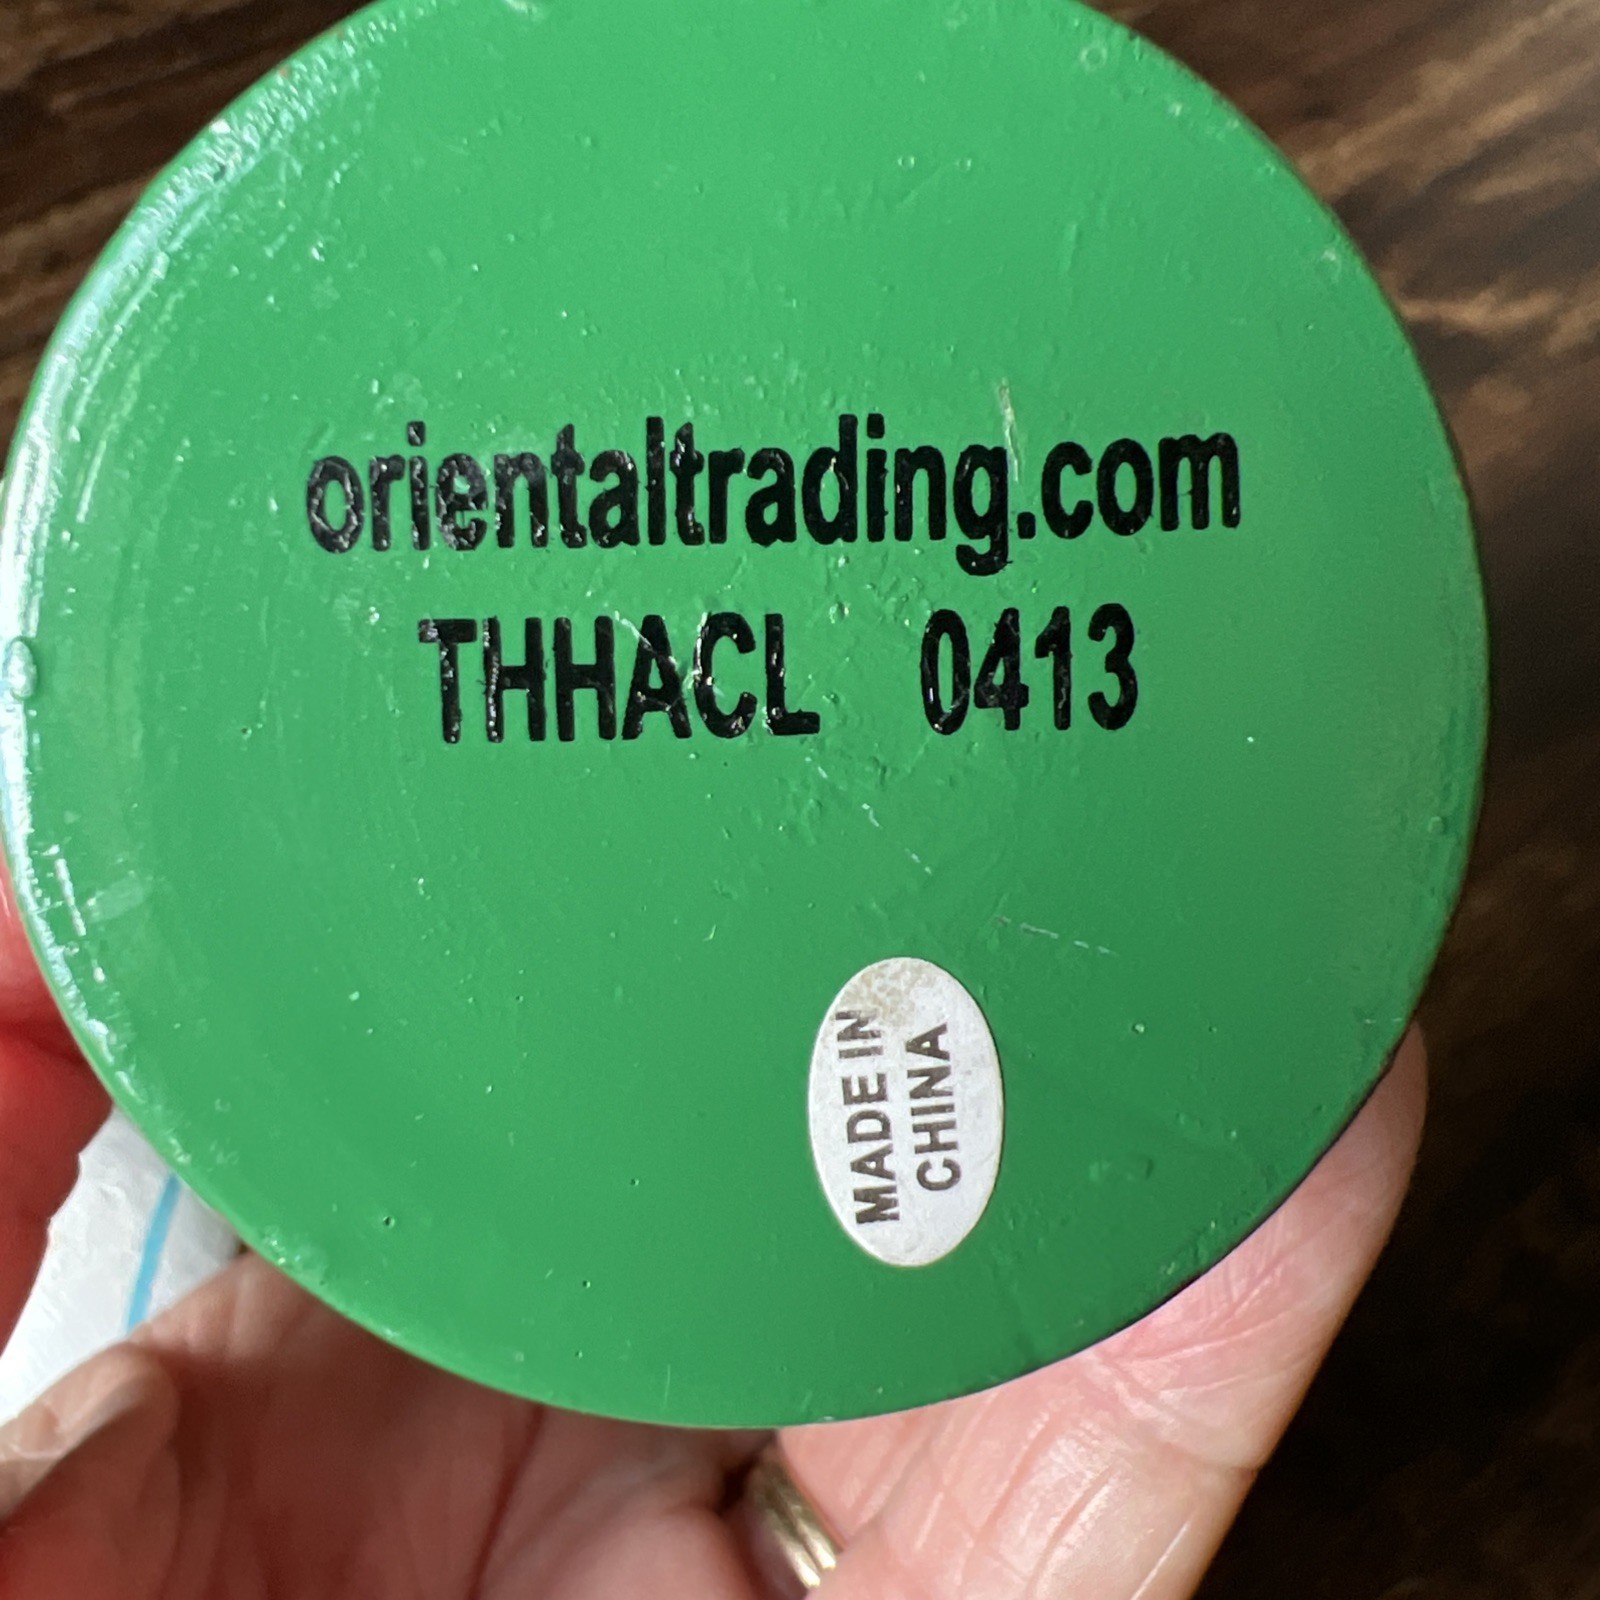 orientaltrading.com
THHACL 0413
MADE IN
CHINA